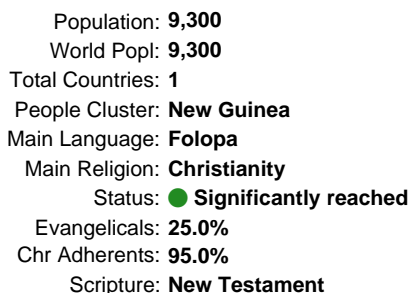 Population: 9,300
World Popl: 9,300
Total Countries: 1
People Cluster: New Guinea
Main Language: Folopa
Main Religion: Christianity
Status: Significantly reached
Evangelicals: 25.0%
Chr Adherents: 95.0%
Scripture: New Testament